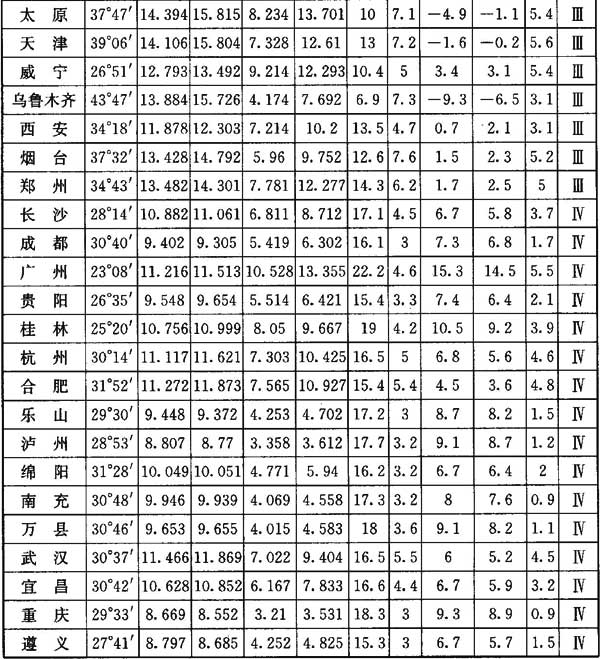 太原 37°47′ 14.394 15.815 8.234 13.701 10 7.1 −4.9 −1.1 5.4 Ⅲ
天津 39°06′ 14.106 15.804 7.328 12.61 13 7.2 −1.6 −0.2 5.6 Ⅲ
威宁 26°51′ 12.793 13.492 9.214 12.293 10.4 5 3.4 3.1 5.4 Ⅲ
乌鲁木齐 43°47′ 13.884 15.726 4.174 7.692 6.9 7.3 −9.3 −6.5 3.1 Ⅲ
西安 34°18′ 11.878 12.303 7.214 10.2 13.5 4.7 0.7 2.1 3.1 Ⅲ
烟台 37°32′ 13.428 14.792 5.96 9.752 12.6 7.6 1.5 2.3 5.2 Ⅲ
郑州 34°43′ 13.482 14.301 7.781 12.277 14.3 6.2 1.7 2.5 5 Ⅲ
长沙 28°14′ 10.882 11.061 6.811 8.712 17.1 4.5 6.7 5.8 3.7 Ⅳ
成都 30°40′ 9.402 9.305 5.419 6.302 16.1 3 7.3 6.8 1.7 Ⅳ
广州 23°08′ 11.216 11.513 10.528 13.355 22.2 4.6 15.3 14.5 5.5 Ⅳ
贵阳 26°35′ 9.548 9.654 5.514 6.421 15.4 3.3 7.4 6.4 2.1 Ⅳ
桂林 25°20′ 10.756 10.999 8.05 9.667 19 4.2 10.5 9.2 3.9 Ⅳ
杭州 30°14′ 11.117 11.621 7.303 10.425 16.5 5 6.8 5.6 4.6 Ⅳ
合肥 31°52′ 11.272 11.873 7.565 10.927 15.4 5.4 4.5 3.6 4.8 Ⅳ
乐山 29°30′ 9.448 9.372 4.253 4.702 17.2 3 8.7 8.2 1.5 Ⅳ
泸州 28°53′ 8.807 8.77 3.358 3.612 17.7 3.2 9.1 8.7 1.2 Ⅳ
绵阳 31°28′ 10.049 10.051 4.771 5.94 16.2 3.2 6.7 6.4 2 Ⅳ
南充 30°48′ 9.946 9.939 4.069 4.558 17.3 3.2 8 7.6 0.9 Ⅳ
万县 30°46′ 9.653 9.655 4.015 4.583 18 3.6 9.1 8.2 1.1 Ⅳ
武汉 30°37′ 11.466 11.869 7.022 9.404 16.5 5.5 6 5.2 4.5 Ⅳ
宜昌 30°42′ 10.628 10.852 6.167 7.833 16.6 4.4 6.7 5.9 3.2 Ⅳ
重庆 29°33′ 8.669 8.552 3.21 3.531 18.3 3 9.3 8.9 0.9 Ⅳ
遵义 27°41′ 8.797 8.685 4.252 4.825 15.3 3 6.7 5.7 1.5 Ⅳ